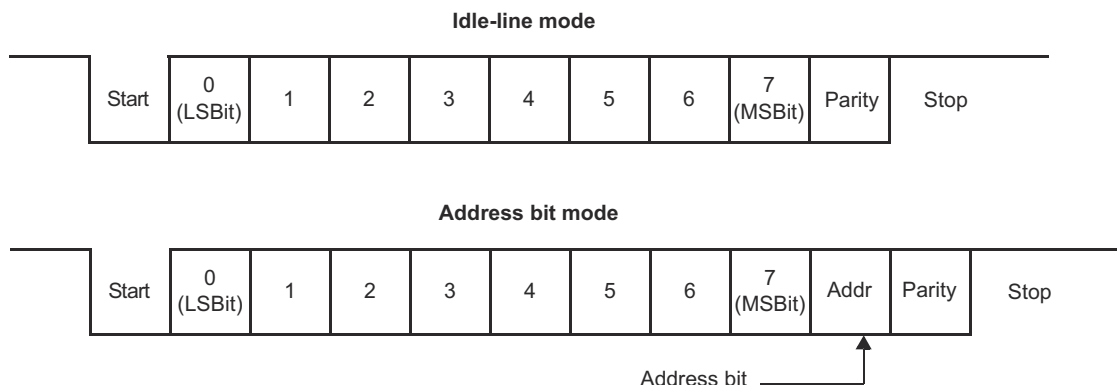 Idle-line mode
Start 0 (LSBit) 1 2 3 4 5 6 7 (MSBit) Parity Stop
Address bit mode
Start 0 (LSBit) 1 2 3 4 5 6 7 (MSBit) Addr Parity Stop
Address bit